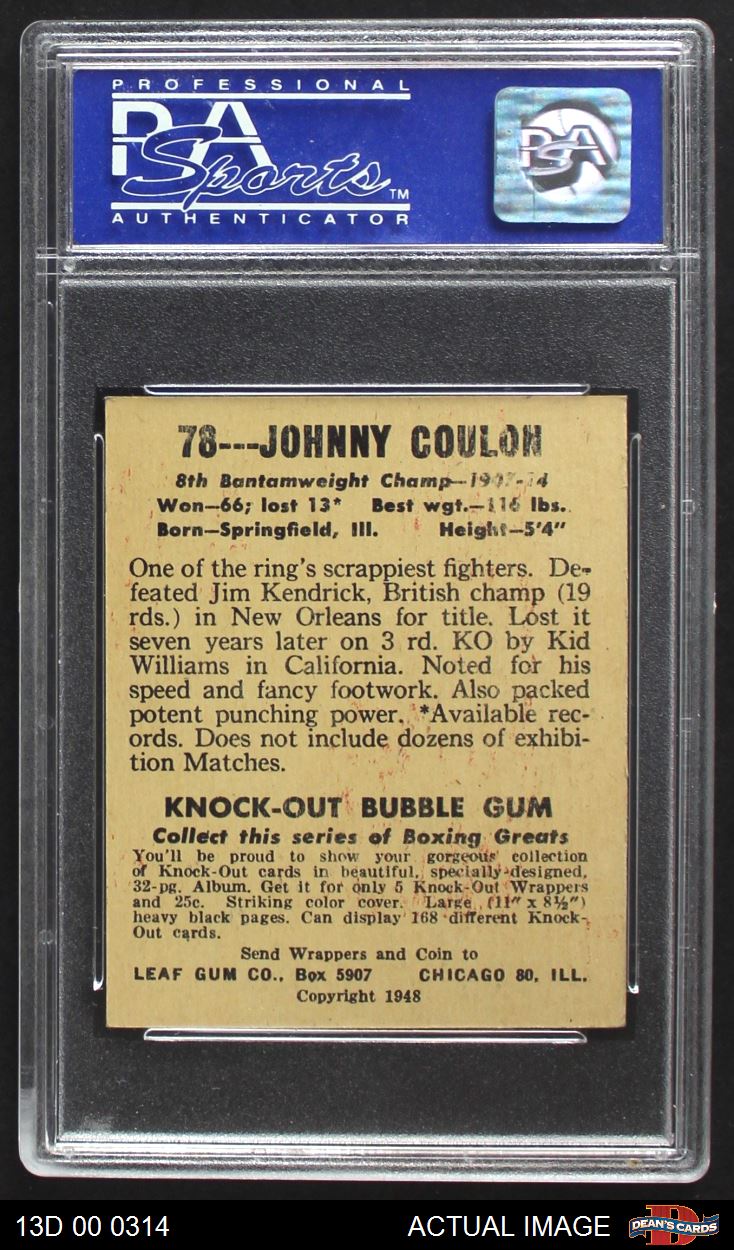 PROFESSIONAL
PSA
Sports TM
AUTHENTICATOR
PSA
78---JOHNNY COULON
8th Bantamweight Champ—1907-14
Won—66; lost 13* Best wgt.—116 lbs.
Born—Springfield, Ill. Height—5'4"
One of the ring's scrappiest fighters. De-
feated Jim Kendrick, British champ (19
rds.) in New Orleans for title. Lost it
seven years later on 3 rd. KO by Kid
Williams in California. Noted for his
speed and fancy footwork. Also packed
potent punching power. *Available rec-
ords. Does not include dozens of exhibi-
tion Matches.
KNOCK-OUT BUBBLE GUM
Collect this series of Boxing Greats
You'll be proud to show your gorgeous collection
of Knock-Out cards in beautiful, specially-designed,
32-pg. Album. Get it for only 5 Knock-Out Wrappers
and 25c. Striking color cover. Large (11" x 8½")
heavy black pages. Can display 168 different Knock-
Out cards.
Send Wrappers and Coin to
LEAF GUM CO., Box 5907 CHICAGO 80, ILL.
Copyright 1948
13D 00 0314 ACTUAL IMAGE DEAN'S CARDS